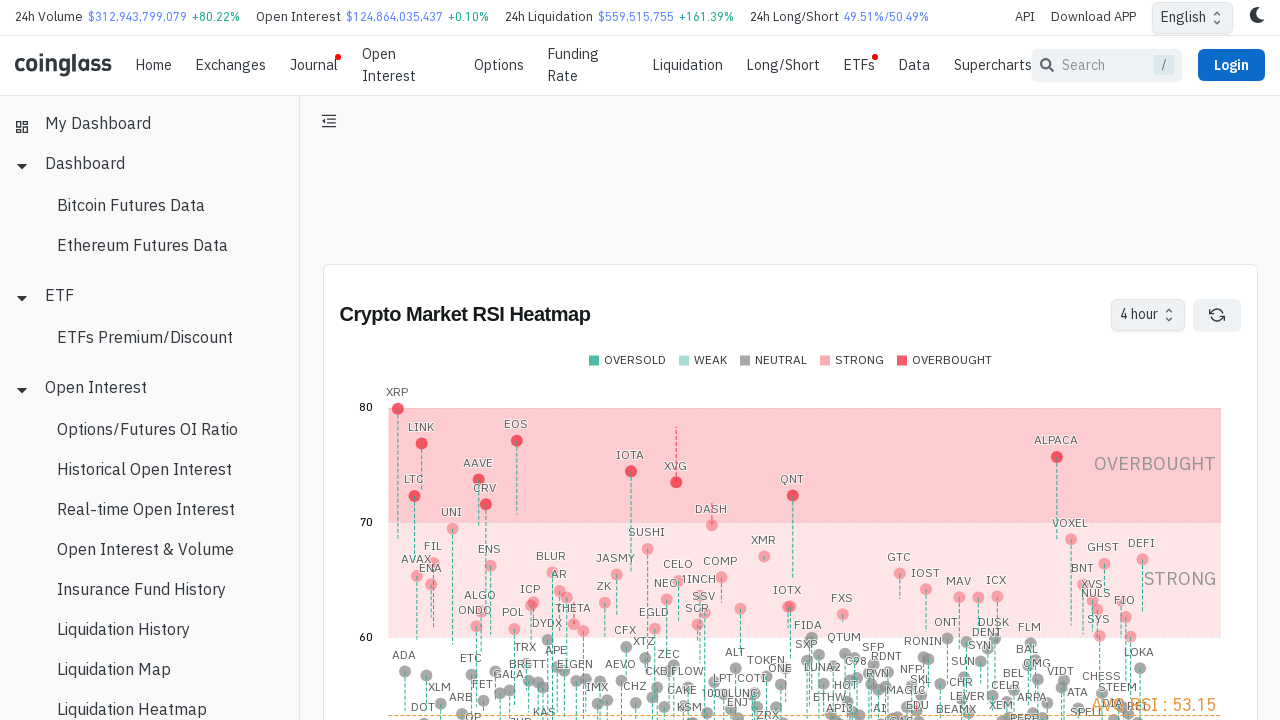 24h Volume $312,943,799,079 +80.22% Open Interest $124,864,035,437 +0.10% 24h Liquidation $559,515,755 +161.39% 24h Long/Short 49.51%/50.49% API Download APP English
coinglass Home Exchanges Journal Open Interest Options Funding Rate Liquidation Long/Short ETFs Data Supercharts Search / Login
My Dashboard
Dashboard
Bitcoin Futures Data
Ethereum Futures Data
ETF
ETFs Premium/Discount
Open Interest
Options/Futures OI Ratio
Historical Open Interest
Real-time Open Interest
Open Interest & Volume
Insurance Fund History
Liquidation History
Liquidation Map
Liquidation Heatmap
Crypto Market RSI Heatmap 4 hour
OVERSOLD WEAK NEUTRAL STRONG OVERBOUGHT
XRP
80
LINK EOS
ALPACA
OVERBOUGHT
AAVE IOTA XVG
LTC CRV QNT
UNI DASH
70
VOXEL
SUSHI
XMR
FIL ENS GHST DEFI
AVAX BLUR JASMY CELO COMP GTC
ENA AR ZK NEO 1INCH IOST MAV ICX BNT STRONG
ALGO ICP SSV IOTX FXS XVS NULS FIO
ONDO POL THETA EGLD SCR
DYDX CFX FIDA ONT DUSK FLM SYS
60
ADA TRX APE XTZ ZEC ALT SXP QTUM SFP RONIN SYN DENT BAL LOKA
ETC BRETT EIGEN AEVO TOKEN LUNA2 C98 RDNT SUN OMG
GALA CKB FLOW LPT COTI ONE RVN NFP SKL BEL VIDT CHESS
XLM FET IMX CHZ CAKE HOT MAGIC CHR CELR ATA STEEM
DOT ARB KSM 1000LUNC ENJ ETHW API3 AI EDU LEVER XEM ARPA
AVG RSI : 53.15
OP KAS ZRX BEAMX PERP